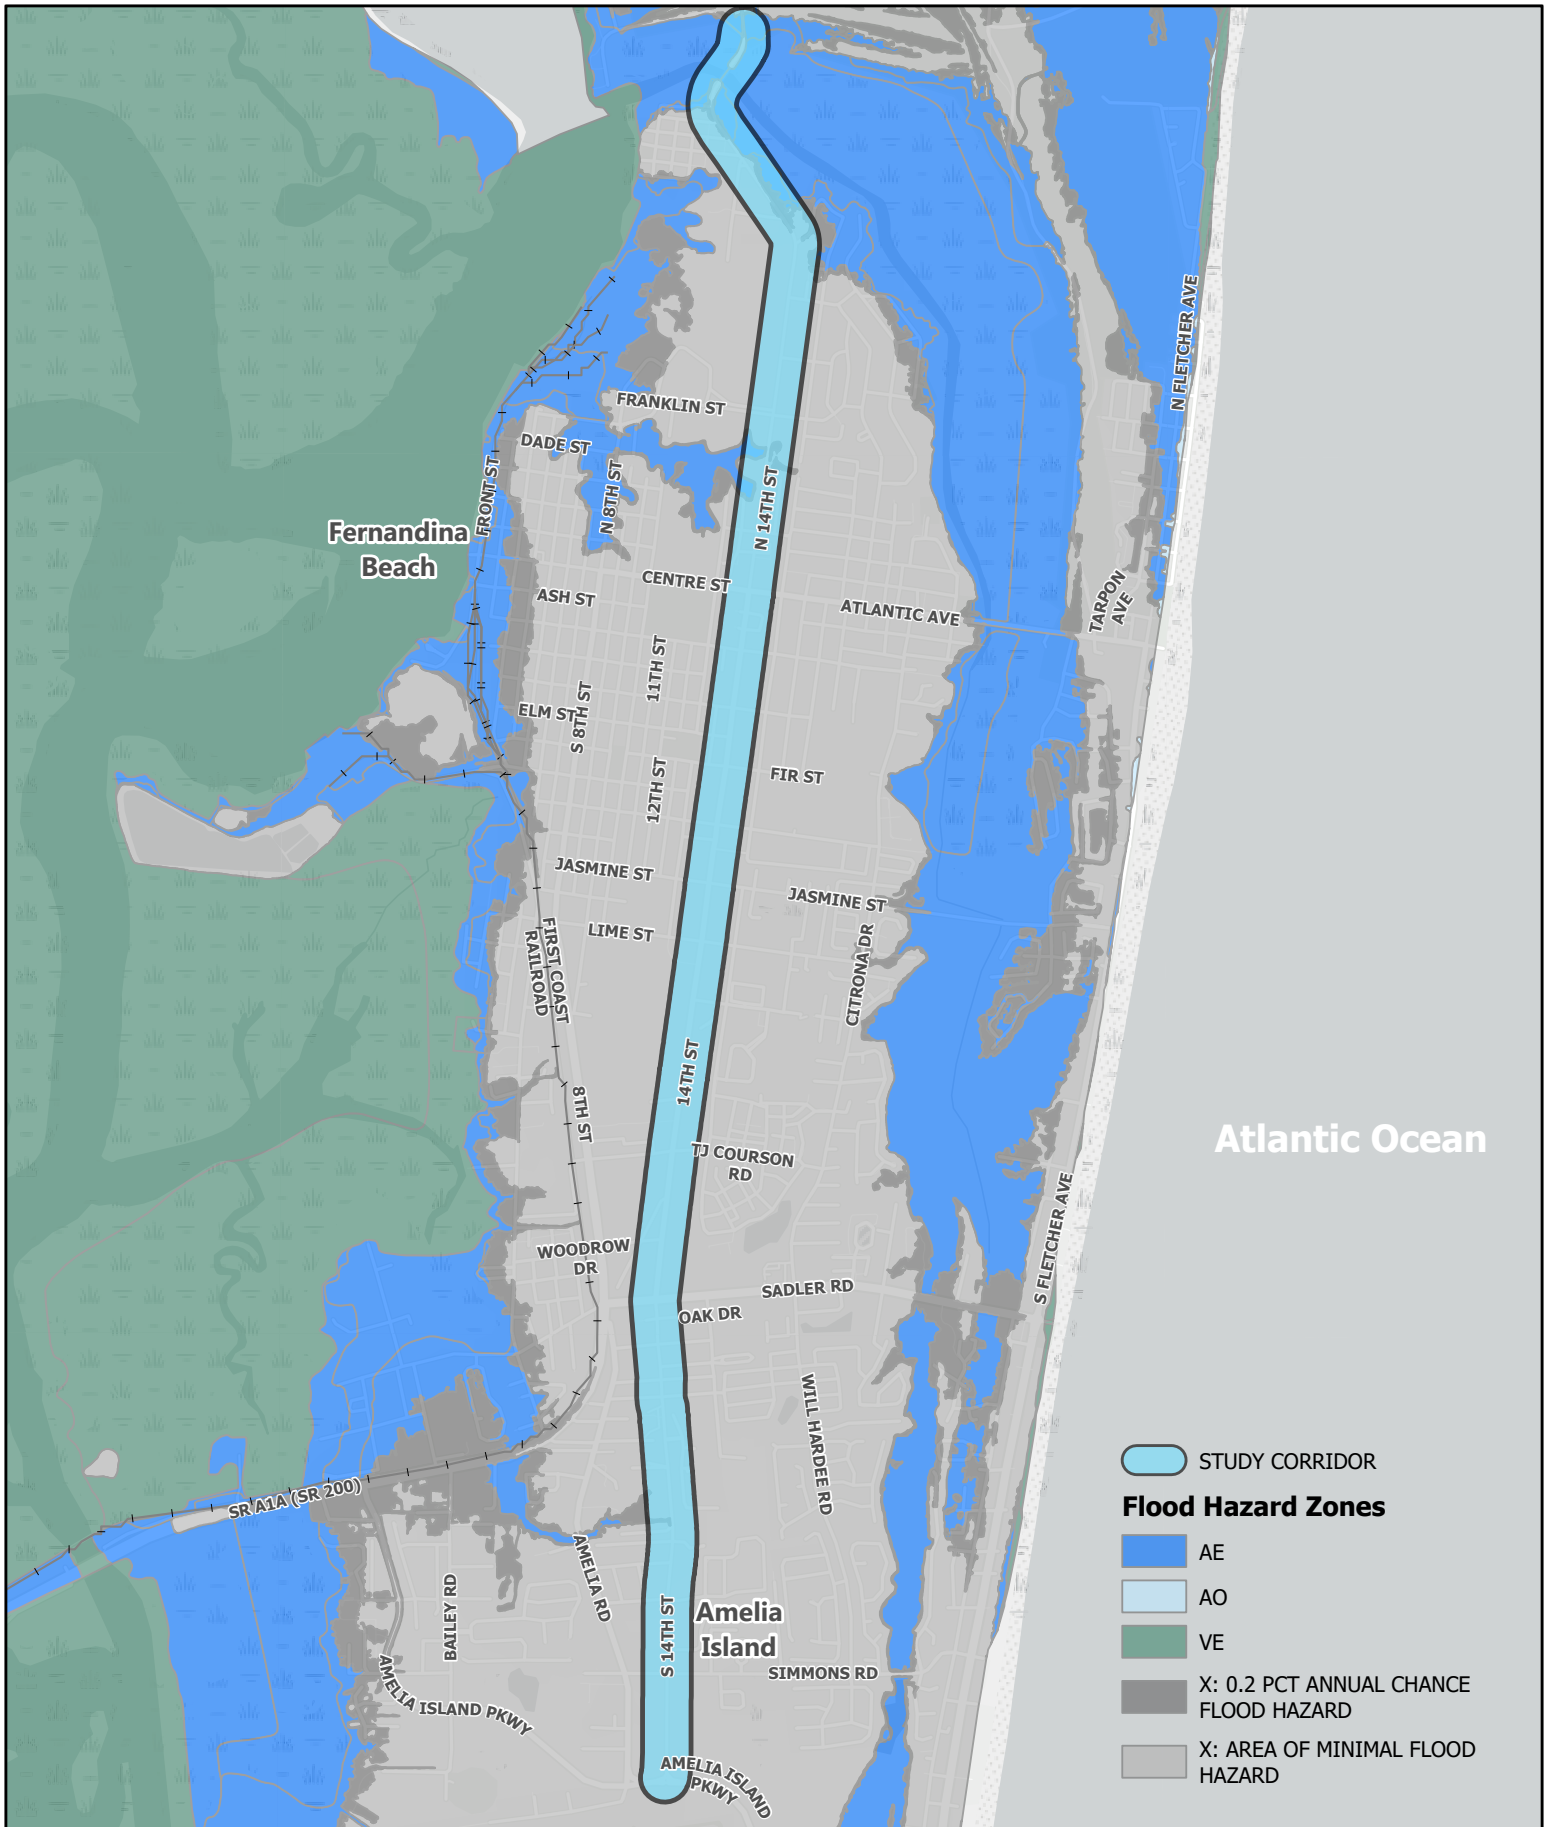 N FLETCHER AVE
FRANKLIN ST
DADE ST
FRONT ST
N 8TH ST
N 14TH ST
Fernandina
Beach
CENTRE ST
ASH ST
ATLANTIC AVE
TARPON
AVE
11TH ST
ELM ST
S 8TH ST
12TH ST
FIR ST
JASMINE ST
JASMINE ST
LIME ST
FIRST COAST
RAILROAD
CITRONA DR
14TH ST
8TH ST
TJ COURSON
RD
Atlantic Ocean
S FLETCHER AVE
WOODROW
DR
SADLER RD
OAK DR
WILL HARDEE RD
SR A1A (SR 200)
AMELIA RD
BAILEY RD
S 14TH ST
Amelia
Island
SIMMONS RD
AMELIA ISLAND PKWY
AMELIA ISLAND
PKWY
STUDY CORRIDOR
Flood Hazard Zones
AE
AO
VE
X: 0.2 PCT ANNUAL CHANCE
FLOOD HAZARD
X: AREA OF MINIMAL FLOOD
HAZARD